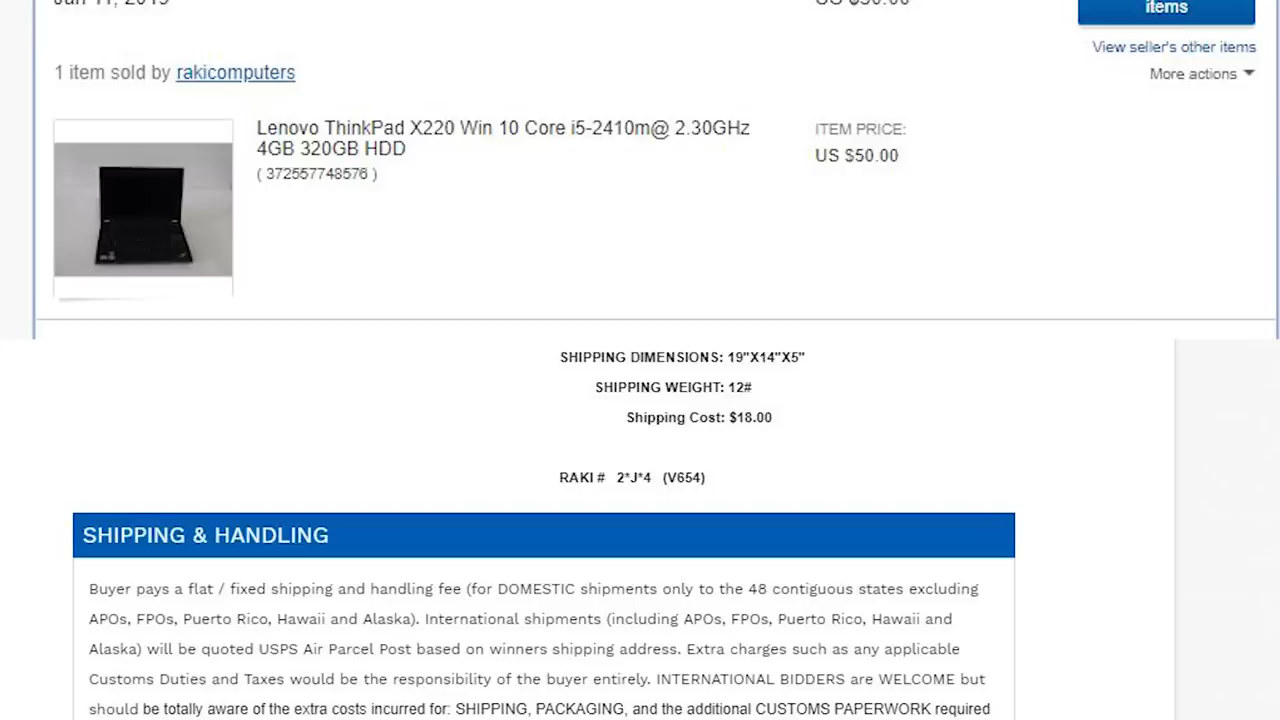 items
View seller's other items
1 item sold by rakicomputers
More actions
Lenovo ThinkPad X220 Win 10 Core i5-2410m@ 2.30GHz
4GB 320GB HDD
( 372557748576 )
ITEM PRICE:
US $50.00
SHIPPING DIMENSIONS: 19"X14"X5"
SHIPPING WEIGHT: 12#
Shipping Cost: $18.00
RAKI # 2*J*4 (V654)
SHIPPING & HANDLING
Buyer pays a flat / fixed shipping and handling fee (for DOMESTIC shipments only to the 48 contiguous states excluding
APOs, FPOs, Puerto Rico, Hawaii and Alaska). International shipments (including APOs, FPOs, Puerto Rico, Hawaii and
Alaska) will be quoted USPS Air Parcel Post based on winners shipping address. Extra charges such as any applicable
Customs Duties and Taxes would be the responsibility of the buyer entirely. INTERNATIONAL BIDDERS are WELCOME but
should be totally aware of the extra costs incurred for: SHIPPING, PACKAGING, and the additional CUSTOMS PAPERWORK required